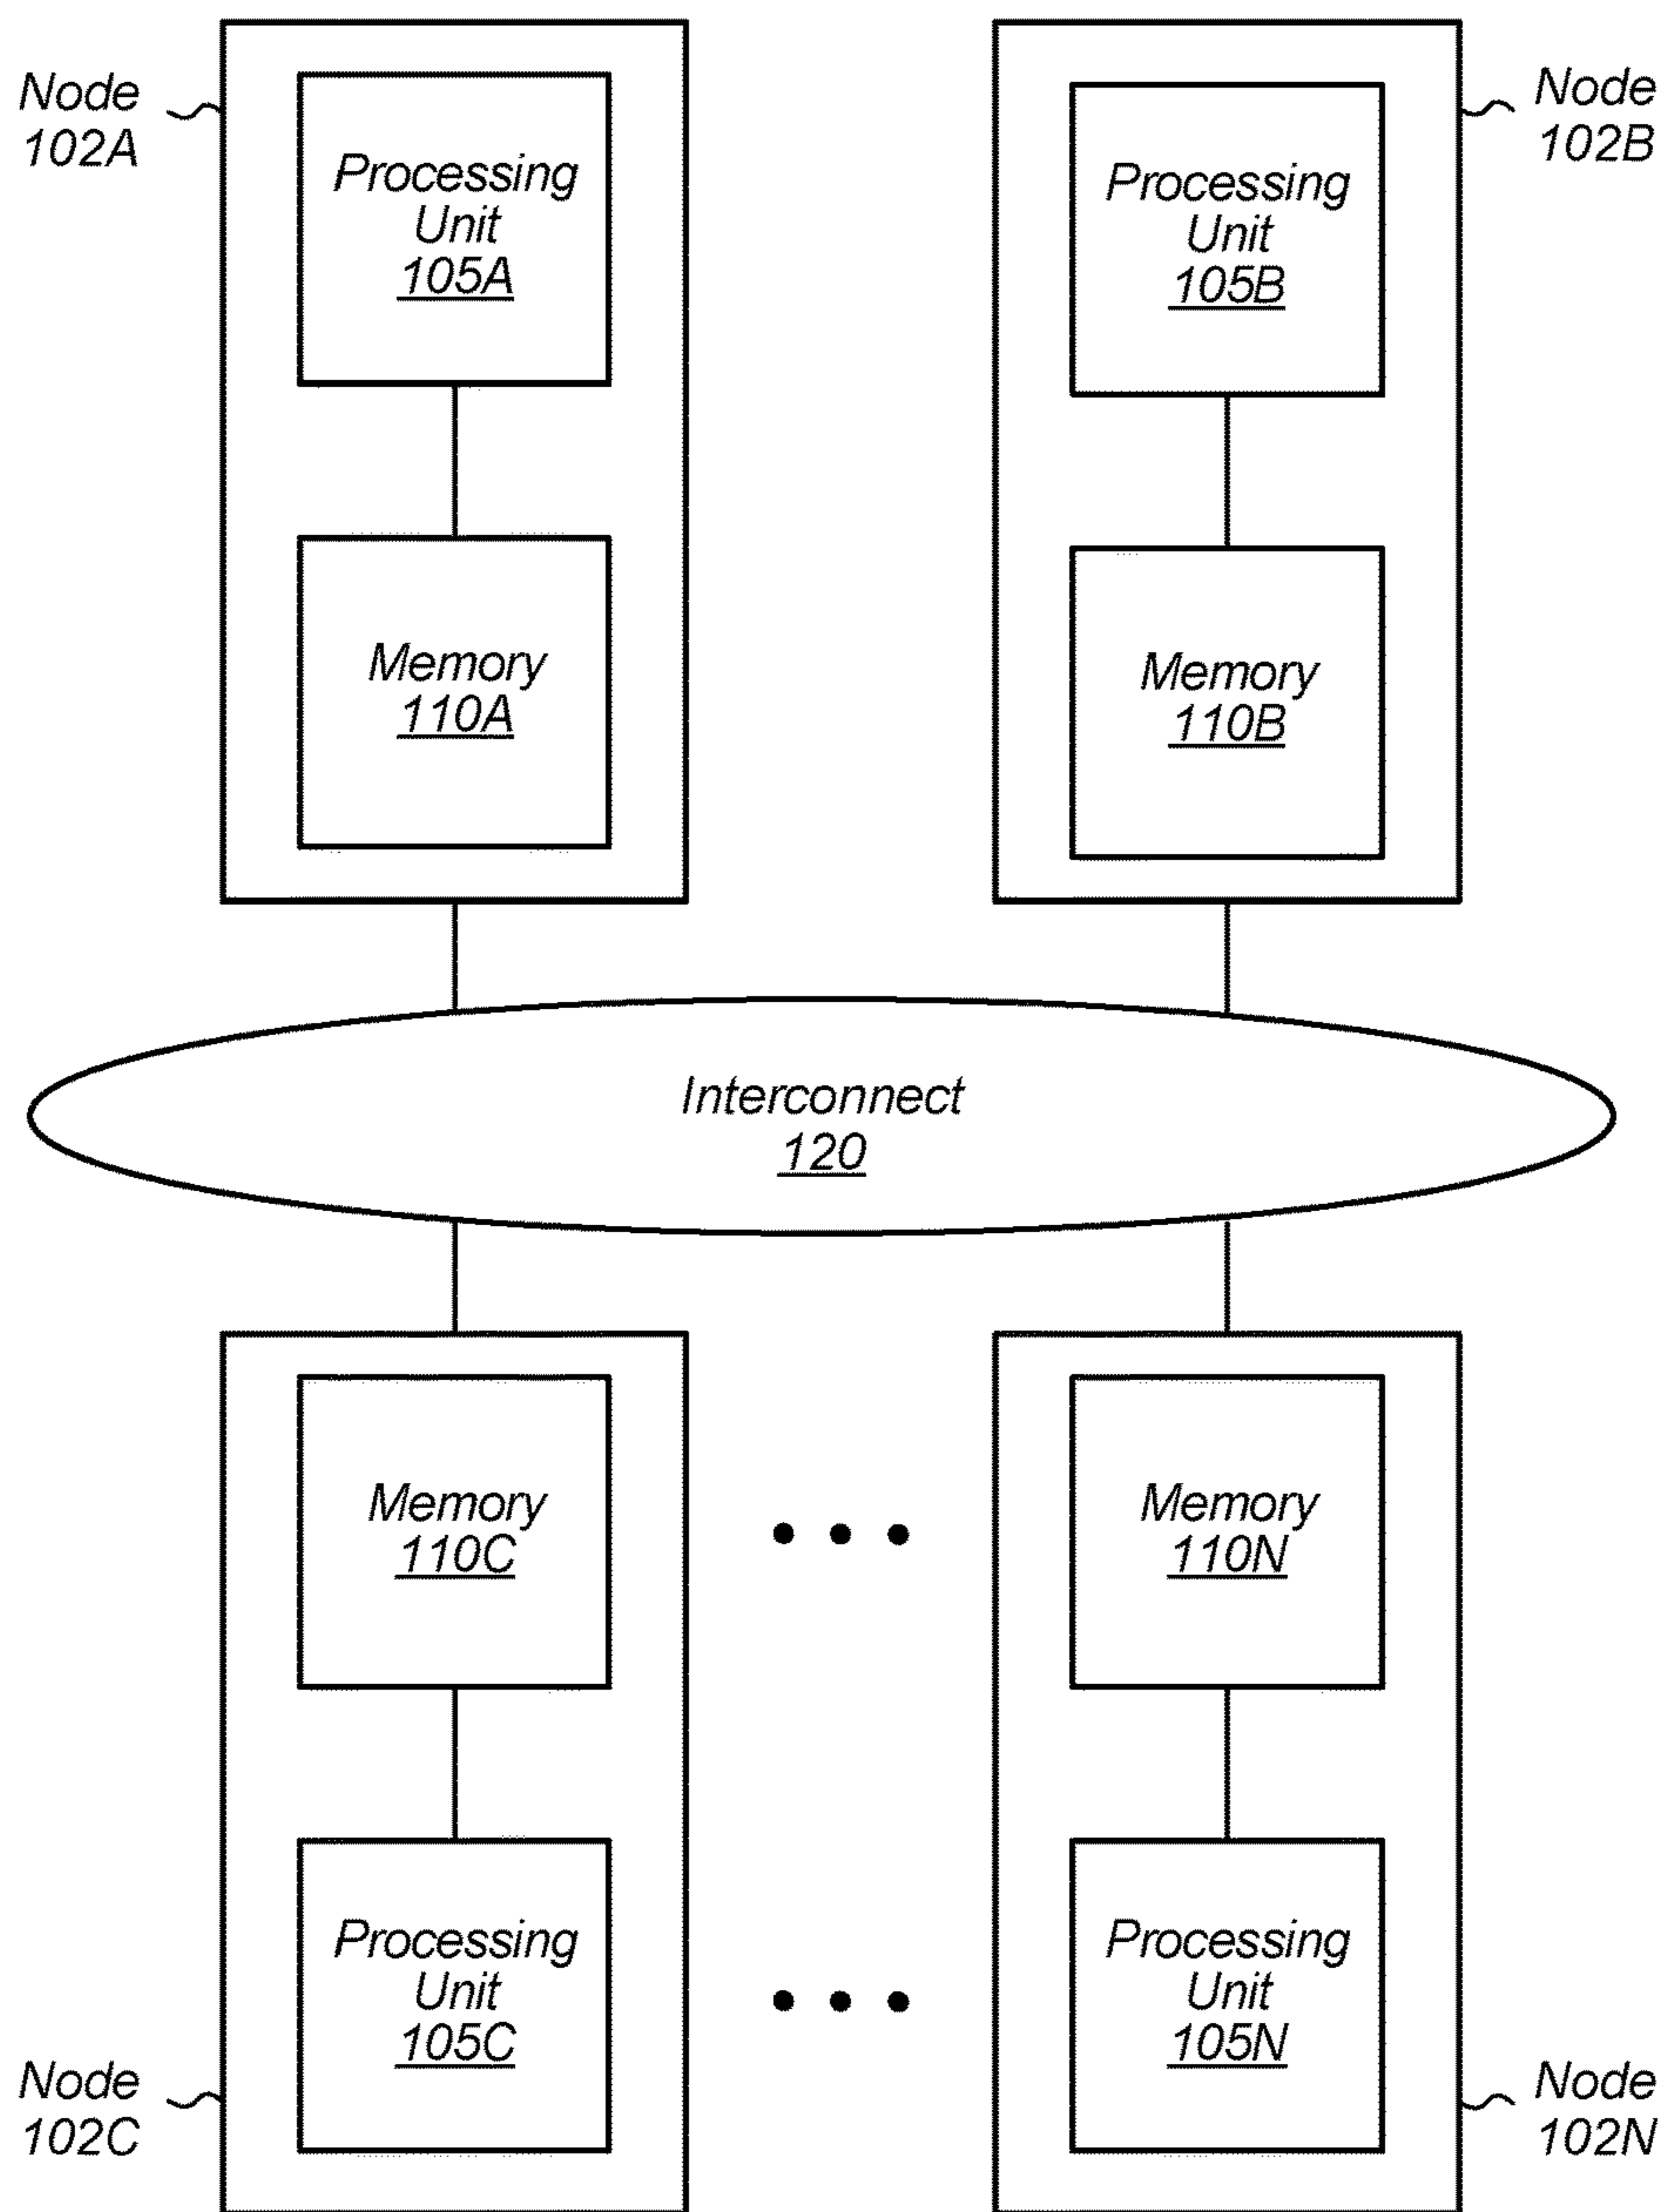 Node
102A
Processing
Unit
105A
Memory
110A
Node
102B
Processing
Unit
105B
Memory
110B
Interconnect
120
Memory
110C
Processing
Unit
105C
Node
102C
Memory
110N
Processing
Unit
105N
Node
102N